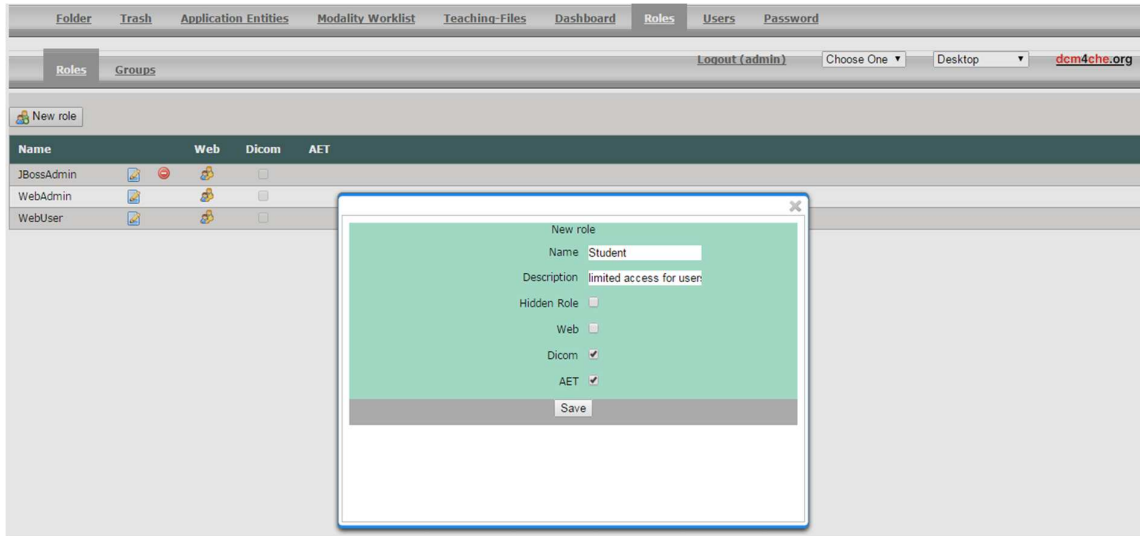 Folder Trash Application Entities Modality Worklist Teaching-Files Dashboard Roles Users Password
Roles Groups Logout (admin) Choose One Desktop dcm4che.org
New role
Name Web Dicom AET
JBossAdmin
WebAdmin
WebUser
New role
Name Student
Description limited access for user
Hidden Role
Web
Dicom
AET
Save